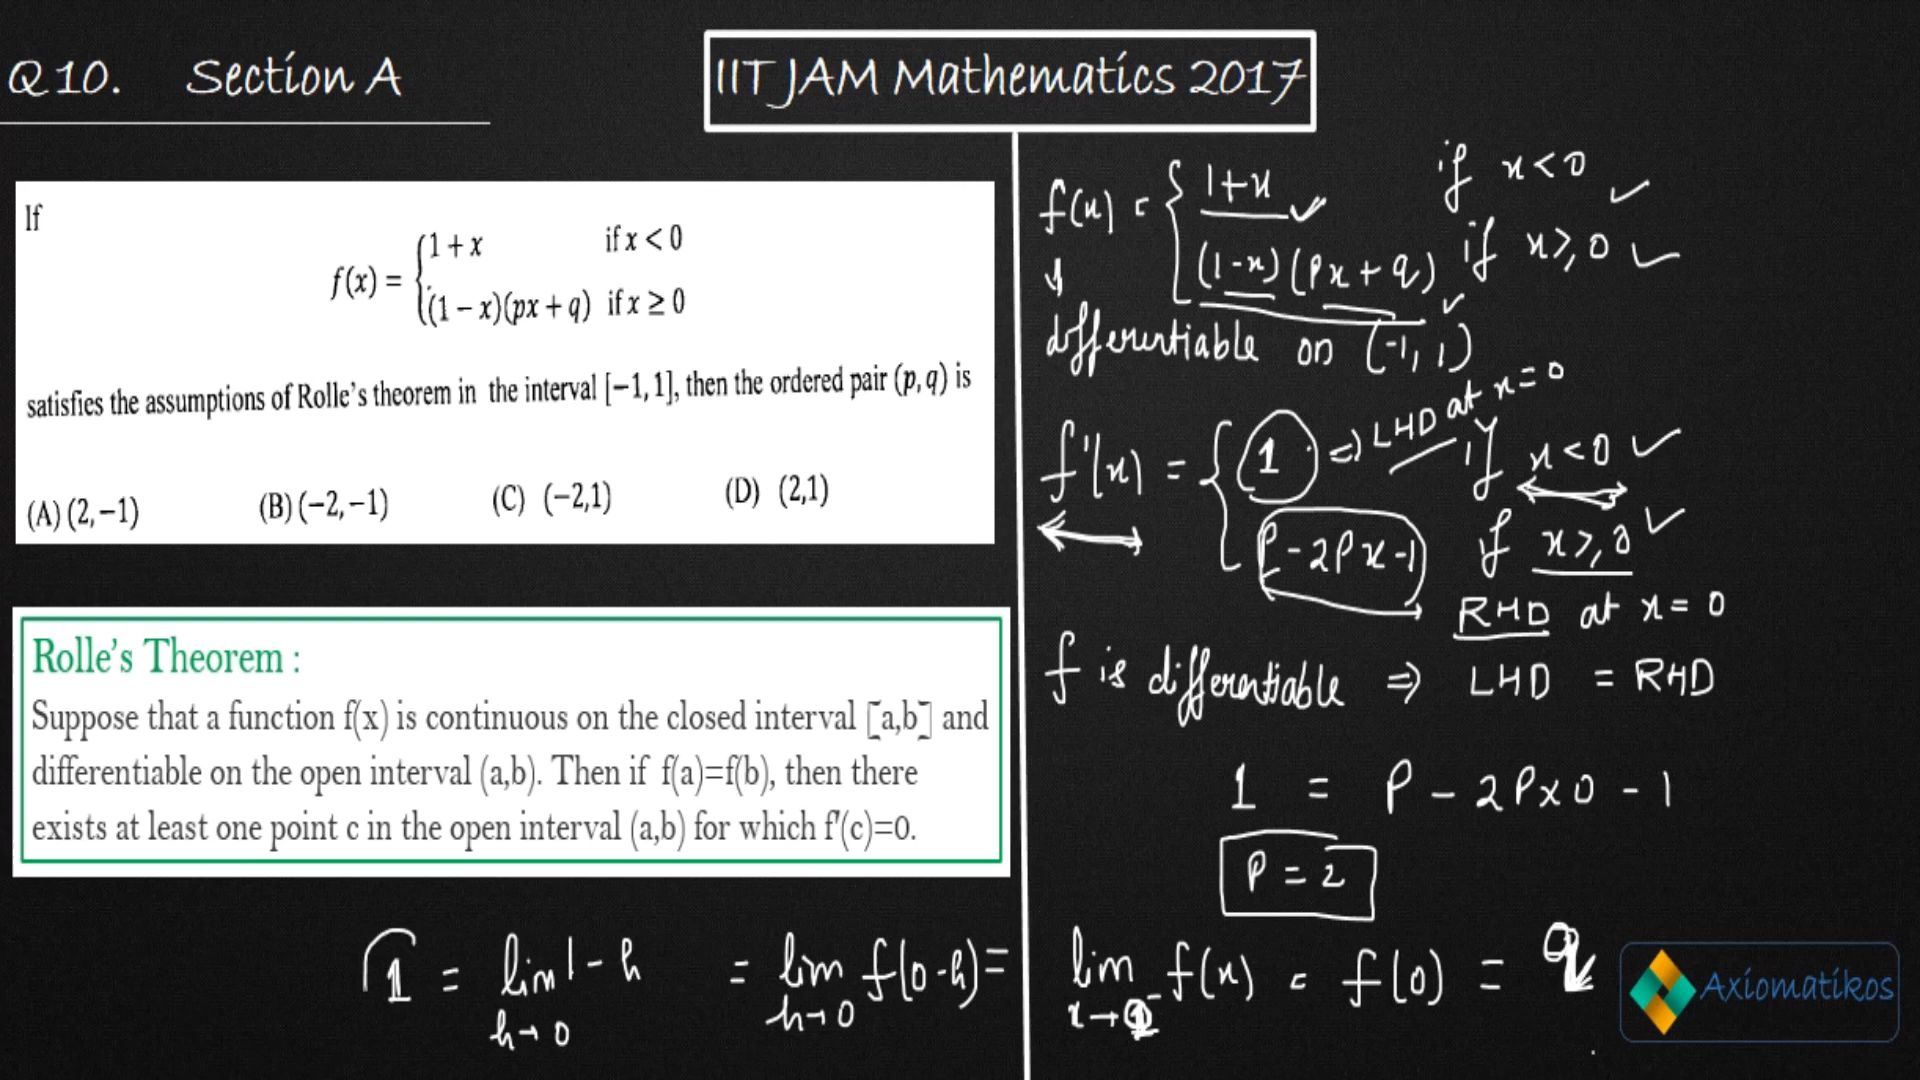 Q 10. Section A
IIT JAM Mathematics 2017
If
f(x) = {1 + x if x < 0
(1 − x)(px + q) if x ≥ 0
satisfies the assumptions of Rolle's theorem in the interval [−1, 1], then the ordered pair (p, q) is
(A) (2, −1) (B) (−2, −1) (C) (−2,1) (D) (2,1)
Rolle's Theorem :
Suppose that a function f(x) is continuous on the closed interval [a,b] and
differentiable on the open interval (a,b). Then if f(a)=f(b), then there
exists at least one point c in the open interval (a,b) for which f'(c)=0.
1 = lim 1 - h = lim f(0-h) =
h→0 h→0
f(x) = { 1+x ✓ if x<0 ✓
(1-x)(px+q) if x≥0 ✓
differentiable on (-1, 1)
f'(x) = { 1 ⇒ LHD at x=0 if x<0 ✓
p - 2px - 1 if x≥0 ✓
RHD at x = 0
f is differentiable ⇒ LHD = RHD
1 = p - 2p×0 - 1
p = 2
lim f(x) = f(0) = q
Axiomatikos